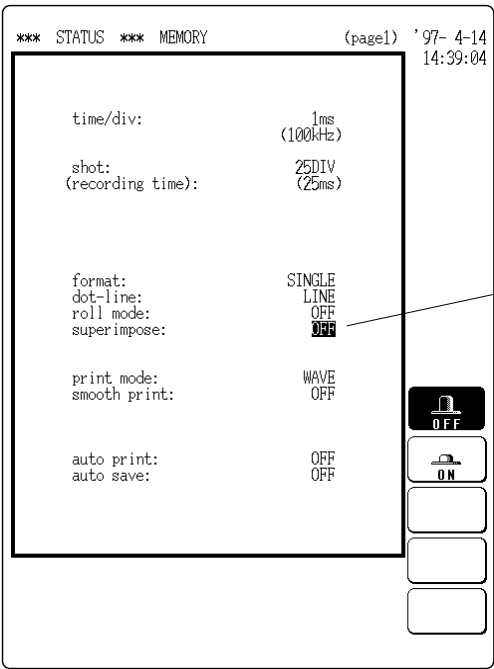 *** STATUS *** MEMORY (page1) '97- 4-14
14:39:04
time/div: 1ms
(100kHz)
shot: 25DIV
(recording time): (25ms)
format: SINGLE
dot-line: LINE
roll mode: OFF
superimpose: OFF
print mode: WAVE
smooth print: OFF
auto print: OFF
auto save: OFF
OFF
ON